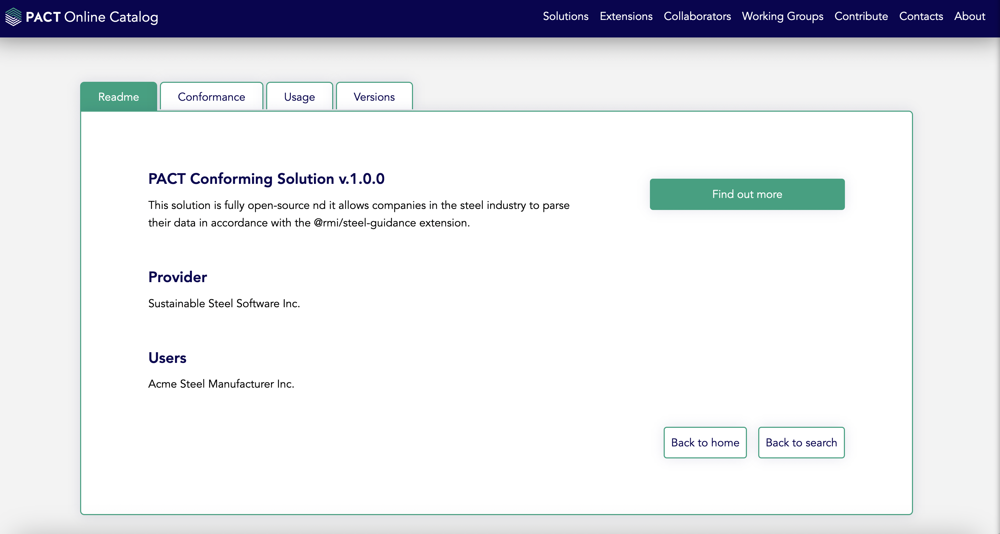 PACT Online Catalog
Solutions Extensions Collaborators Working Groups Contribute Contacts About
Readme Conformance Usage Versions
PACT Conforming Solution v.1.0.0
Find out more
This solution is fully open-source nd it allows companies in the steel industry to parse
their data in accordance with the @rmi/steel-guidance extension.
Provider
Sustainable Steel Software Inc.
Users
Acme Steel Manufacturer Inc.
Back to home Back to search